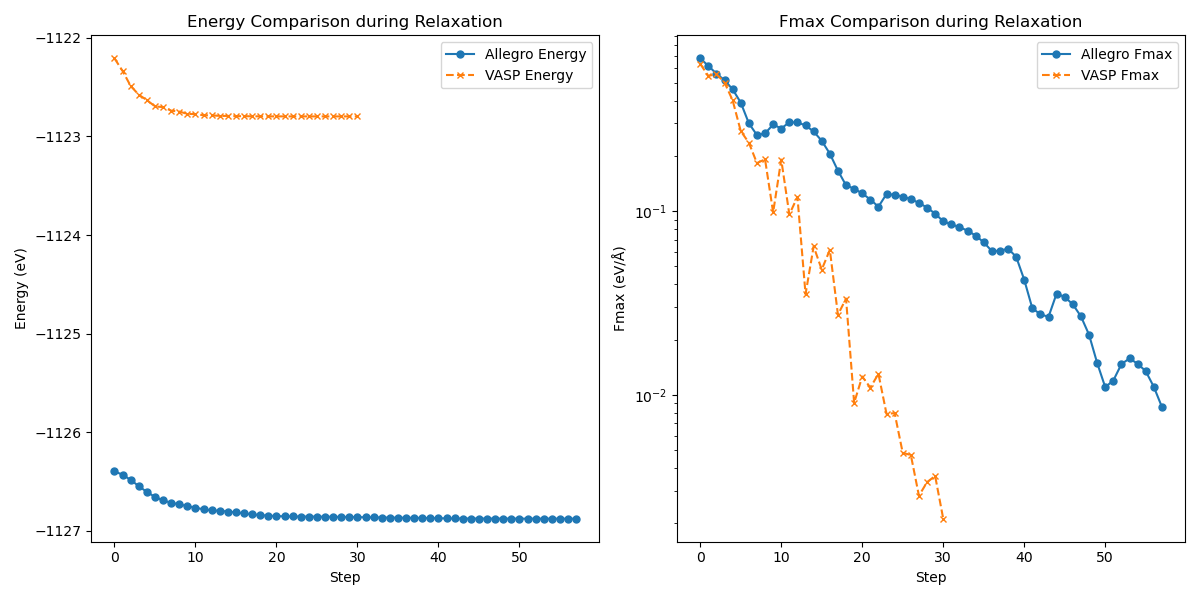 Energy Comparison during Relaxation
Allegro Energy
VASP Energy
Energy (eV)
−1122
−1123
−1124
−1125
−1126
−1127
0 10 20 30 40 50
Step
Fmax Comparison during Relaxation
Allegro Fmax
VASP Fmax
Fmax (eV/Å)
10⁻¹
10⁻²
0 10 20 30 40 50
Step